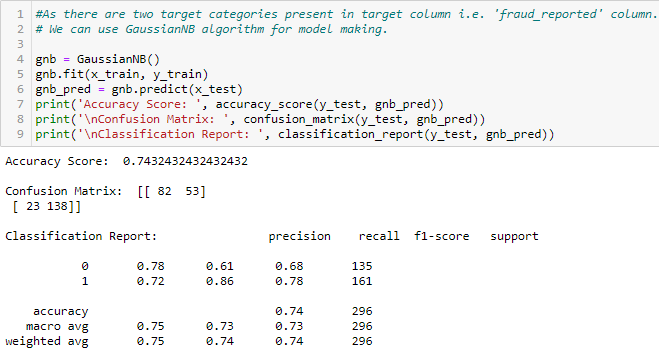 1 #As there are two target categories present in target column i.e. 'fraud_reported' column.
2 # We can use GaussianNB algorithm for model making.
3
4 gnb = GaussianNB()
5 gnb.fit(x_train, y_train)
6 gnb_pred = gnb.predict(x_test)
7 print('Accuracy Score: ', accuracy_score(y_test, gnb_pred))
8 print('\nConfusion Matrix: ', confusion_matrix(y_test, gnb_pred))
9 print('\nClassification Report: ', classification_report(y_test, gnb_pred))
Accuracy Score:  0.7432432432432432
Confusion Matrix:  [[ 82  53]
 [ 23 138]]
Classification Report:                precision    recall  f1-score   support
0       0.78      0.61      0.68       135
1       0.72      0.86      0.78       161
accuracy                           0.74       296
macro avg       0.75      0.73      0.73       296
weighted avg       0.75      0.74      0.74       296